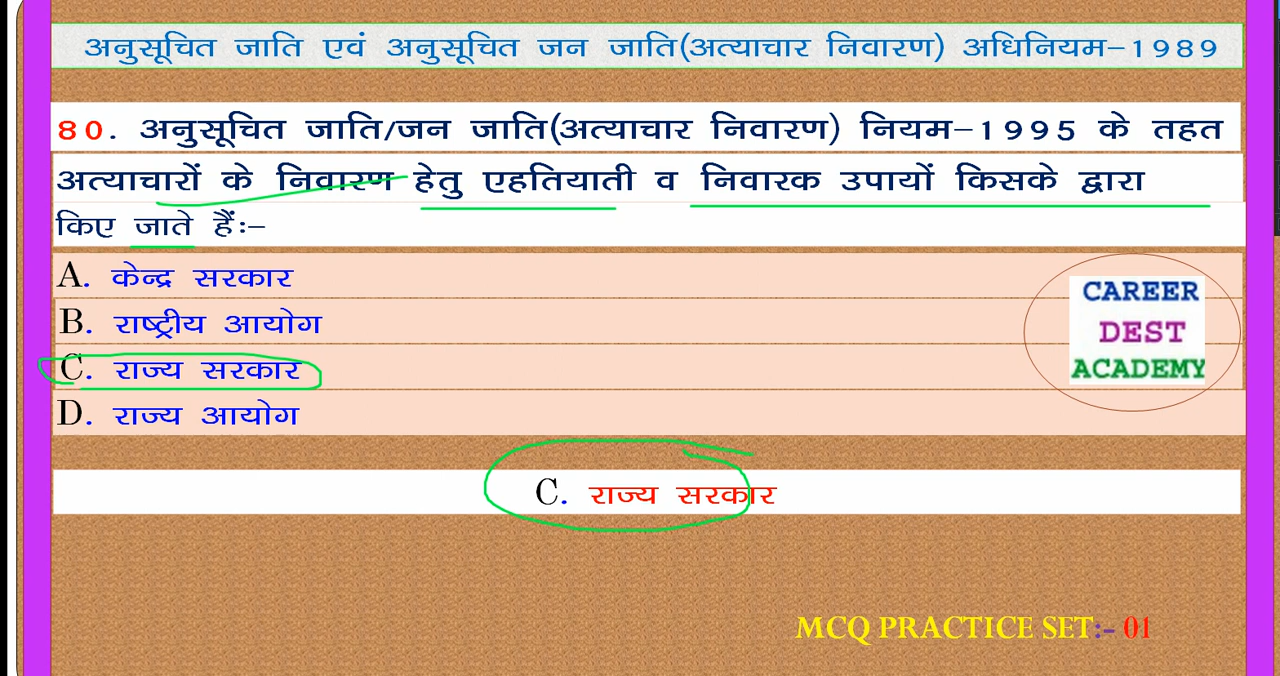 अनुसूचित जाति एवं अनुसूचित जन जाति(अत्याचार निवारण) अधिनियम-1989
80. अनुसूचित जाति/जन जाति(अत्याचार निवारण) नियम-1995 के तहत
अत्याचारों के निवारण हेतु एहतियाती व निवारक उपायों किसके द्वारा
किए जाते हैं:-
A. केन्द्र सरकार
B. राष्ट्रीय आयोग
C. राज्य सरकार
D. राज्य आयोग
CAREER
DEST
ACADEMY
C. राज्य सरकार
MCQ PRACTICE SET:- 01